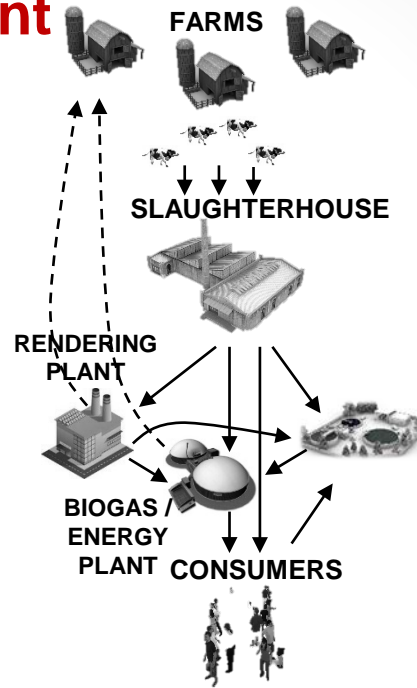 nt
FARMS
SLAUGHTERHOUSE
RENDERING
PLANT
BIOGAS /
ENERGY
PLANT
CONSUMERS